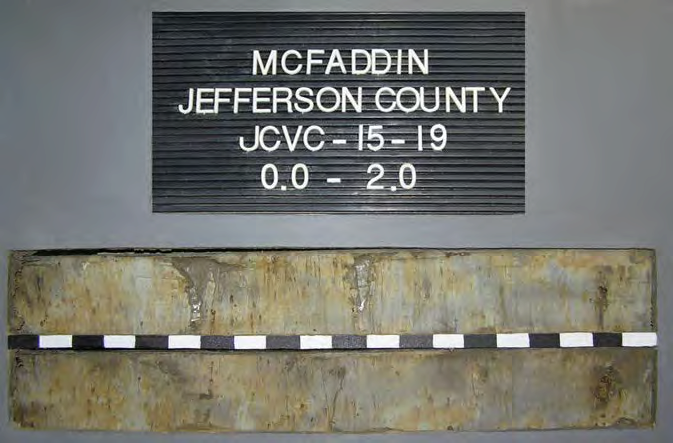 MCFADDIN
JEFFERSON COUNTY
JCVC-15-19
0.0 - 2.0